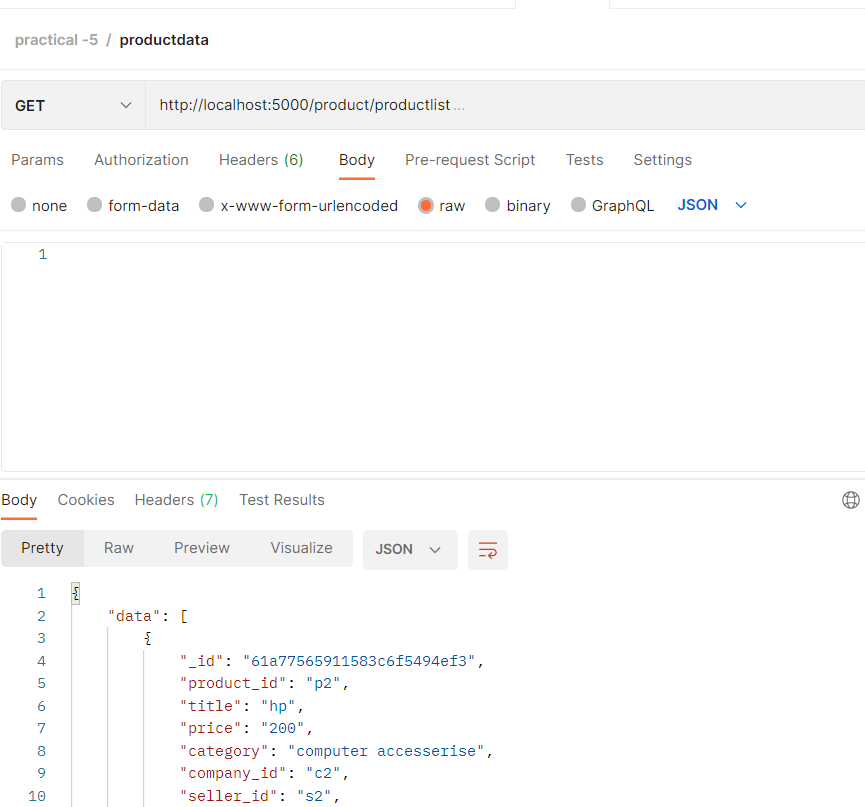 practical -5 / productdata
GET http://localhost:5000/product/productlist ...
Params Authorization Headers (6) Body Pre-request Script Tests Settings
none form-data x-www-form-urlencoded raw binary GraphQL JSON
1
Body Cookies Headers (7) Test Results
Pretty Raw Preview Visualize JSON
1 {
2 "data": [
3 {
4 "_id": "61a77565911583c6f5494ef3",
5 "product_id": "p2",
6 "title": "hp",
7 "price": "200",
8 "category": "computer accesserise",
9 "company_id": "c2",
10 "seller_id": "s2",